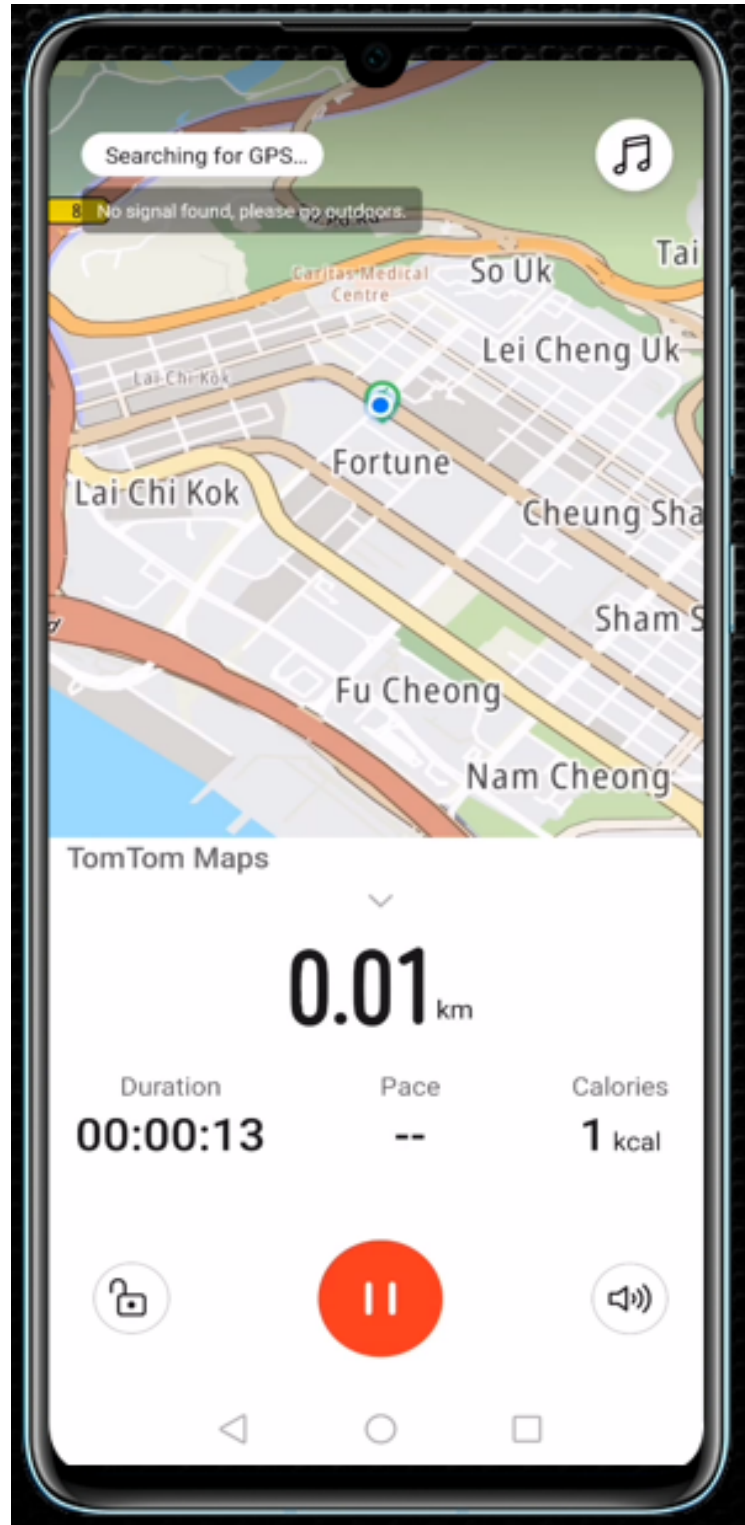 Searching for GPS...
8
No signal found, please go outdoors.
Tai
So Uk
Caritas Medical
Centre
Lei Cheng Uk
Lai Chi Kok
Fortune
Lai Chi Kok
Cheung Sha
Sham S
Fu Cheong
Nam Cheong
TomTom Maps
0.01 km
Duration
Pace
Calories
00:00:13
--
1 kcal